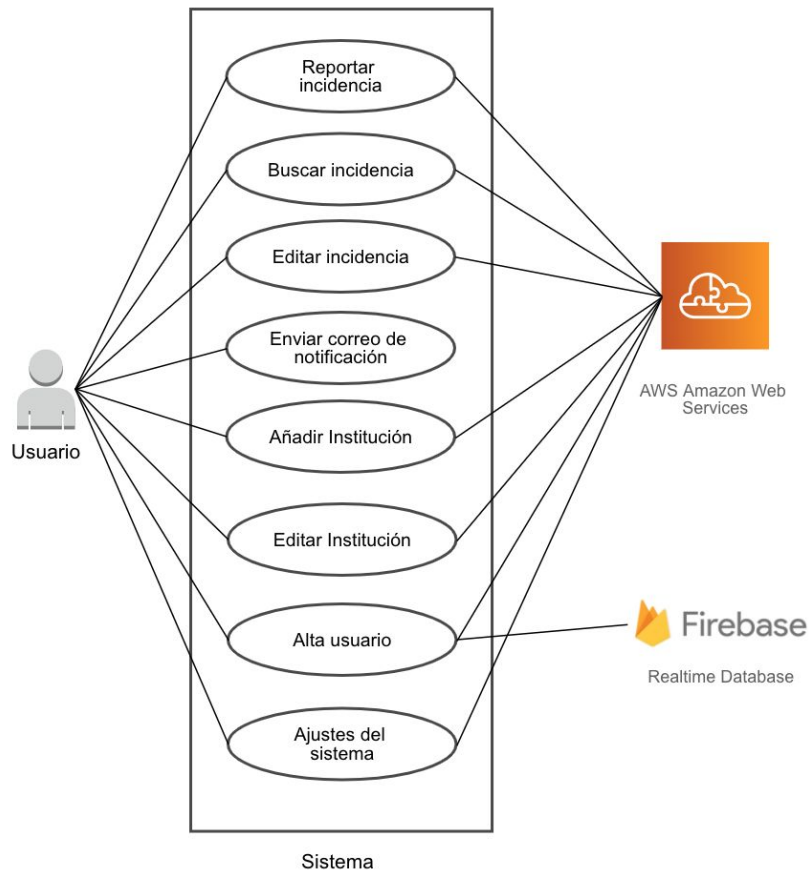 Reportar
incidencia
Buscar incidencia
Editar incidencia
Enviar correo de
notificación
Añadir Institución
Editar Institución
Alta usuario
Ajustes del
sistema
Usuario
AWS Amazon Web
Services
Firebase
Realtime Database
Sistema